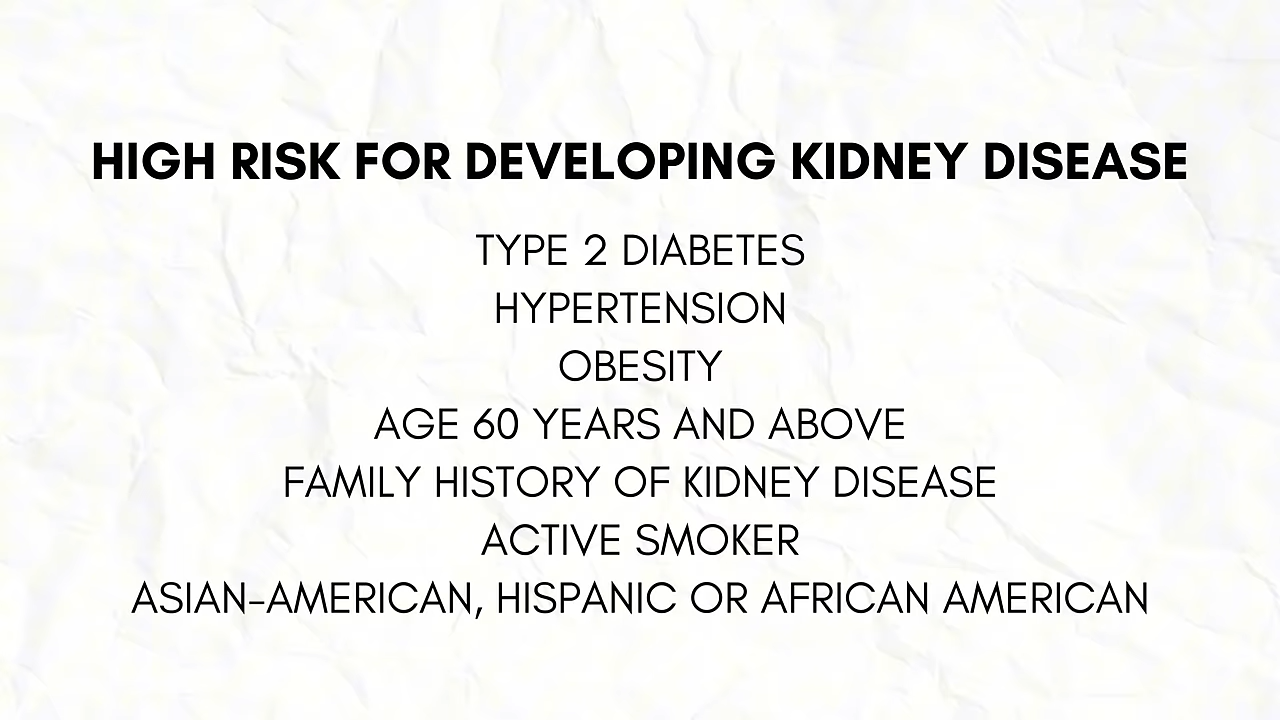 HIGH RISK FOR DEVELOPING KIDNEY DISEASE
TYPE 2 DIABETES
HYPERTENSION
OBESITY
AGE 60 YEARS AND ABOVE
FAMILY HISTORY OF KIDNEY DISEASE
ACTIVE SMOKER
ASIAN-AMERICAN, HISPANIC OR AFRICAN AMERICAN